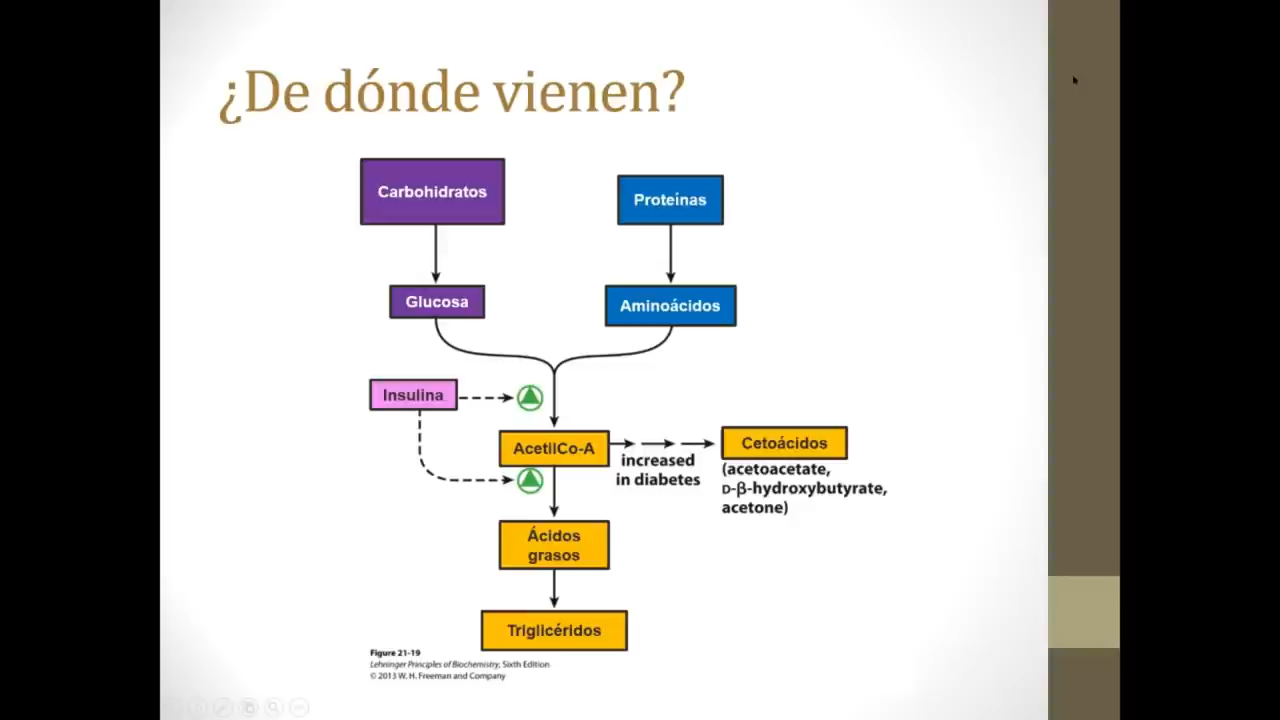 ¿De dónde vienen?
Carbohidratos
Proteínas
Glucosa
Aminoácidos
Insulina
AcetilCo-A
increased
in diabetes
Cetoácidos
(acetoacetate,
D-β-hydroxybutyrate,
acetone)
Ácidos
grasos
Triglicéridos
Figure 21-19
Lehninger Principles of Biochemistry, Sixth Edition
© 2013 W. H. Freeman and Company